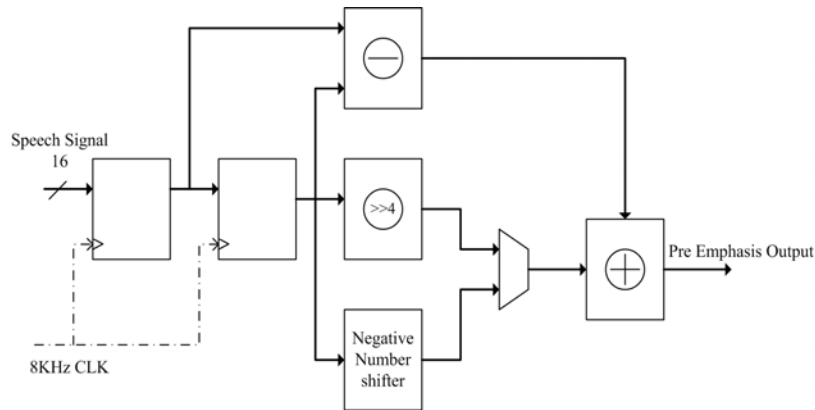 Speech Signal
16
>>4
Pre Emphasis Output
Negative
Number
shifter
8KHz CLK